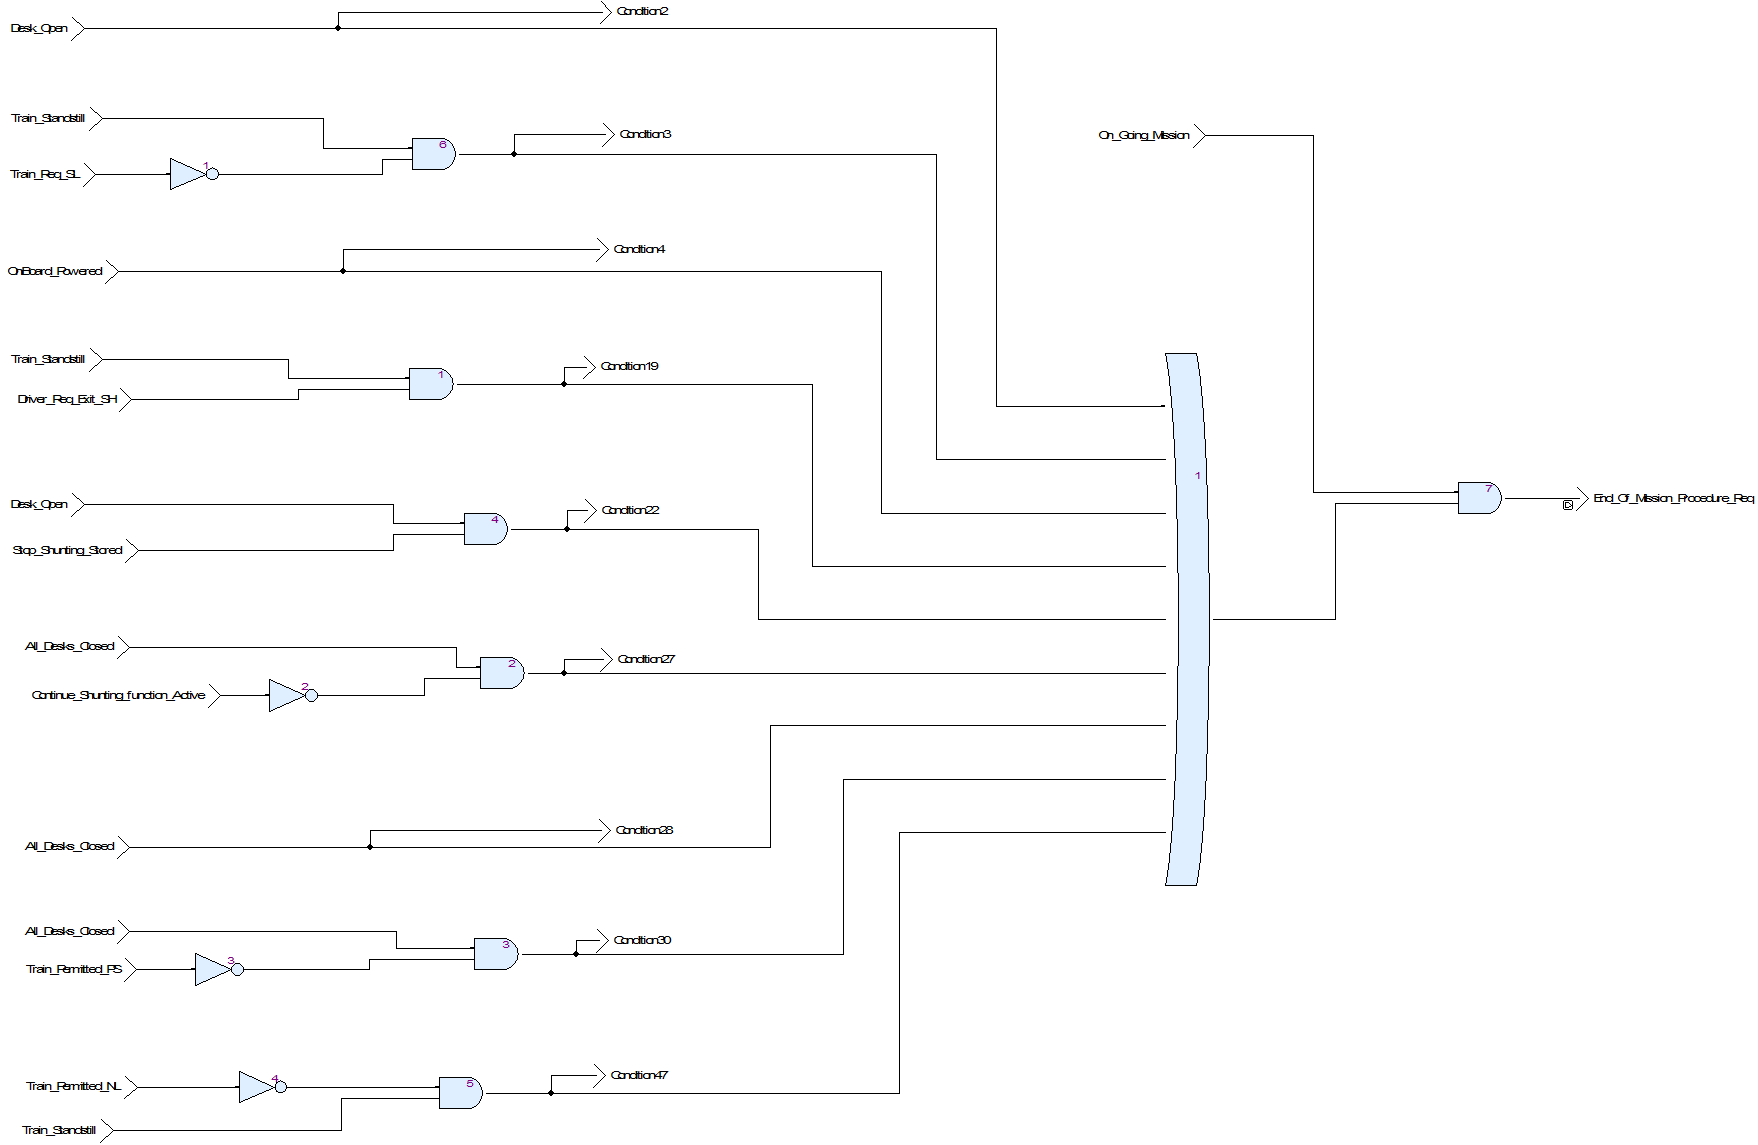 Desk_Open
Condition2
Train_Standstill
6
Condition3
On_Going_Mission
Train_Req_SL
1
OnBoard_Powered
Condition4
Train_Standstill
1
Condition19
Driver_Req_Exit_SH
1
Desk_Open
4
Condition22
7
End_Of_Mission_Procedure_Req
Stop_Shunting_Stored
All_Desks_Closed
2
Condition27
Continue_Shunting_function_Active
2
All_Desks_Closed
Condition28
All_Desks_Closed
3
Condition30
Train_Permitted_PS
3
Train_Permitted_NL
4
5
Condition47
Train_Standstill